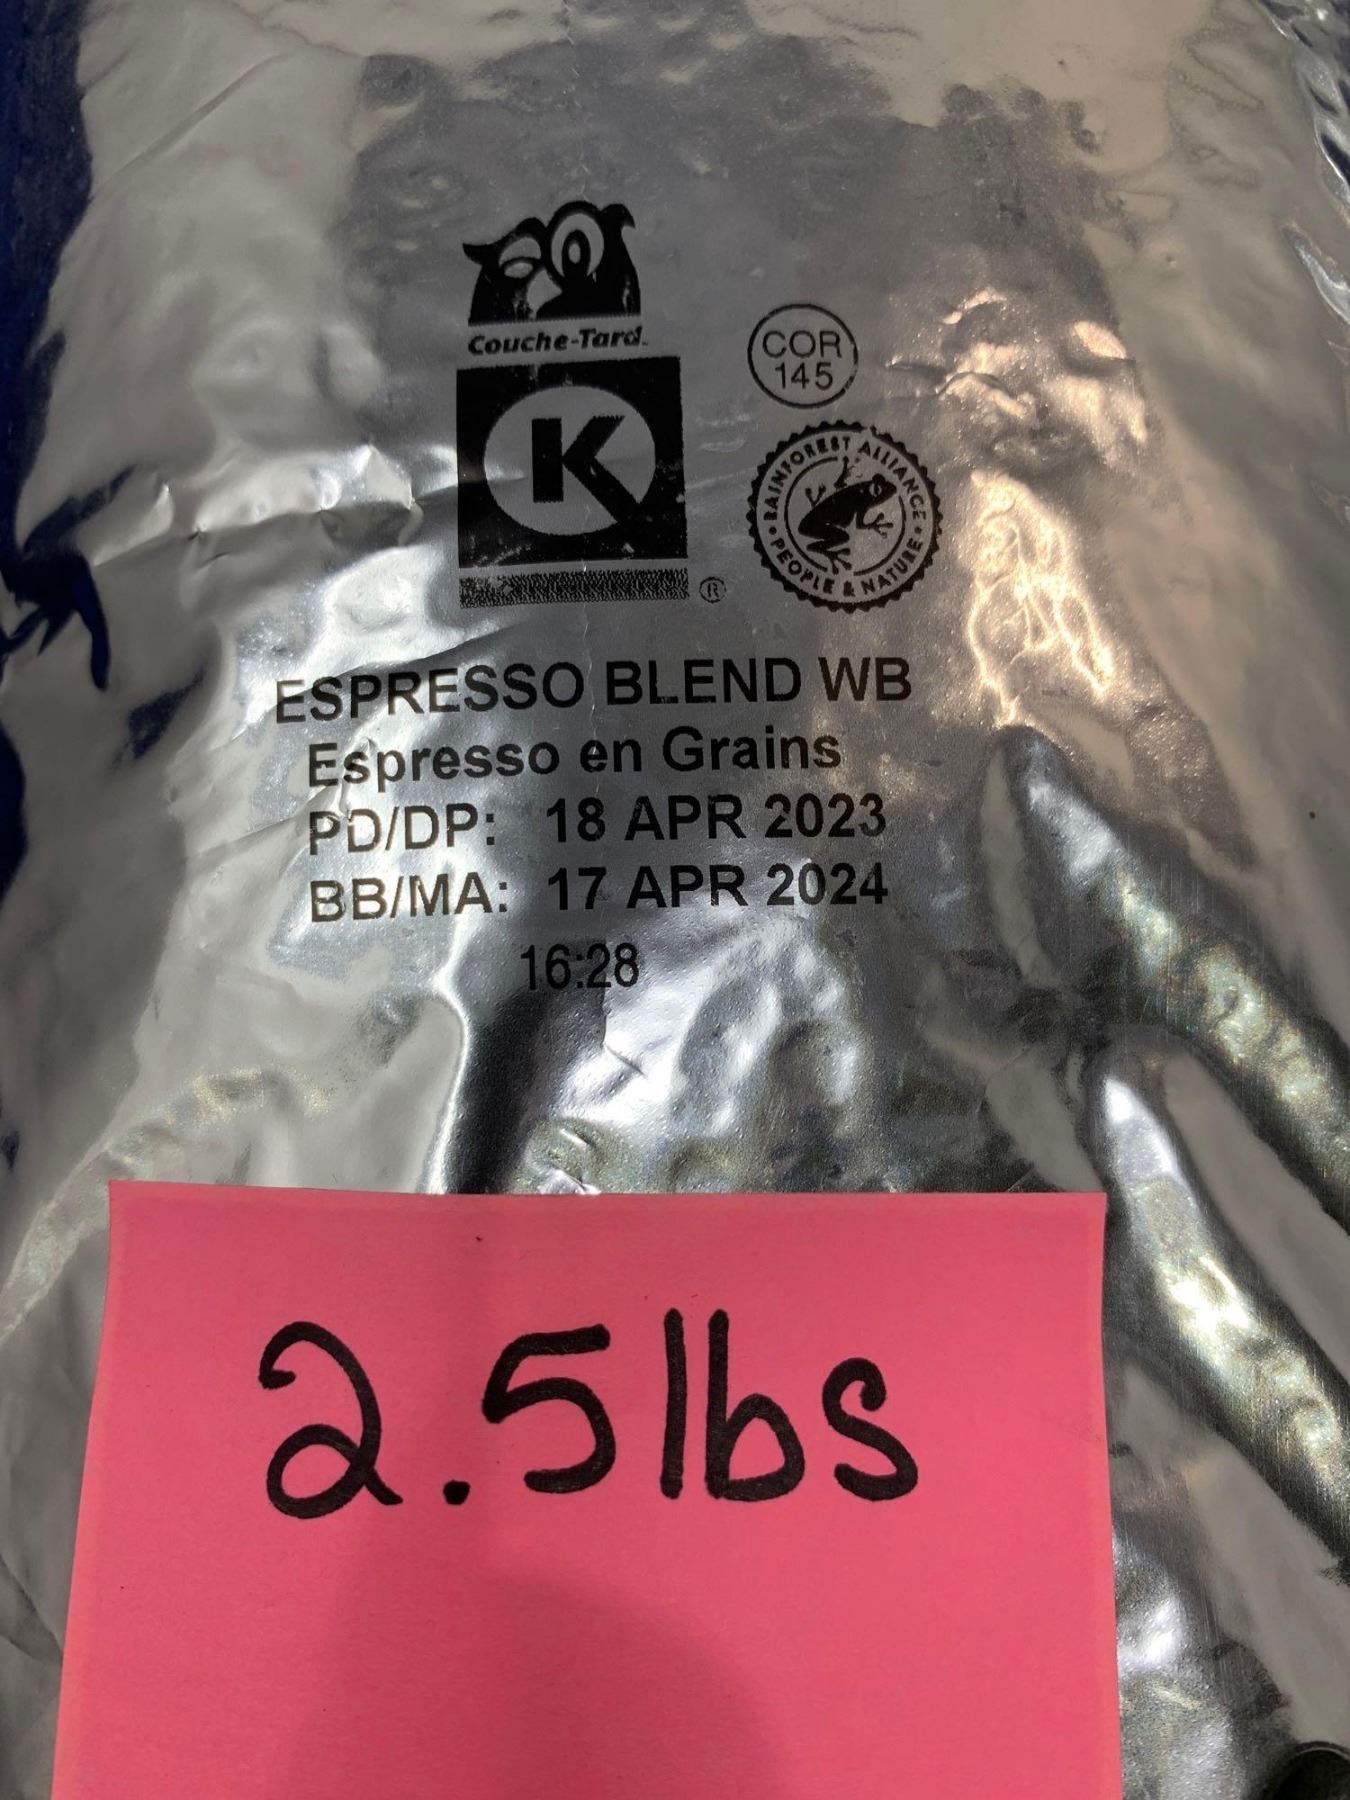 Couche-Tard
K
®
COR
145
RAINFOREST ALLIANCE
PEOPLE & NATURE
ESPRESSO BLEND WB
Espresso en Grains
PD/DP: 18 APR 2023
BB/MA: 17 APR 2024
16:28
2.5lbs